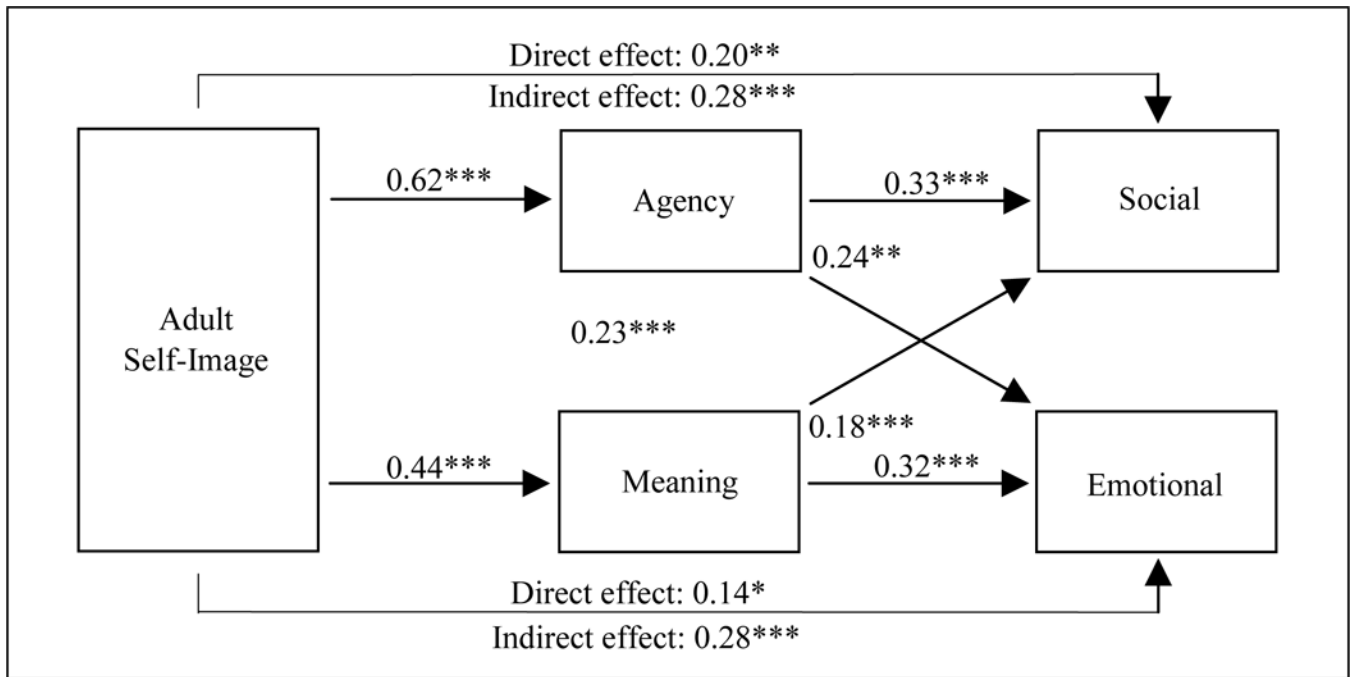 Direct effect: 0.20**
Indirect effect: 0.28***
0.62***
0.33***
Agency
Social
0.24**
Adult
Self-Image
0.23***
0.18***
0.44***
0.32***
Meaning
Emotional
Direct effect: 0.14*
Indirect effect: 0.28***